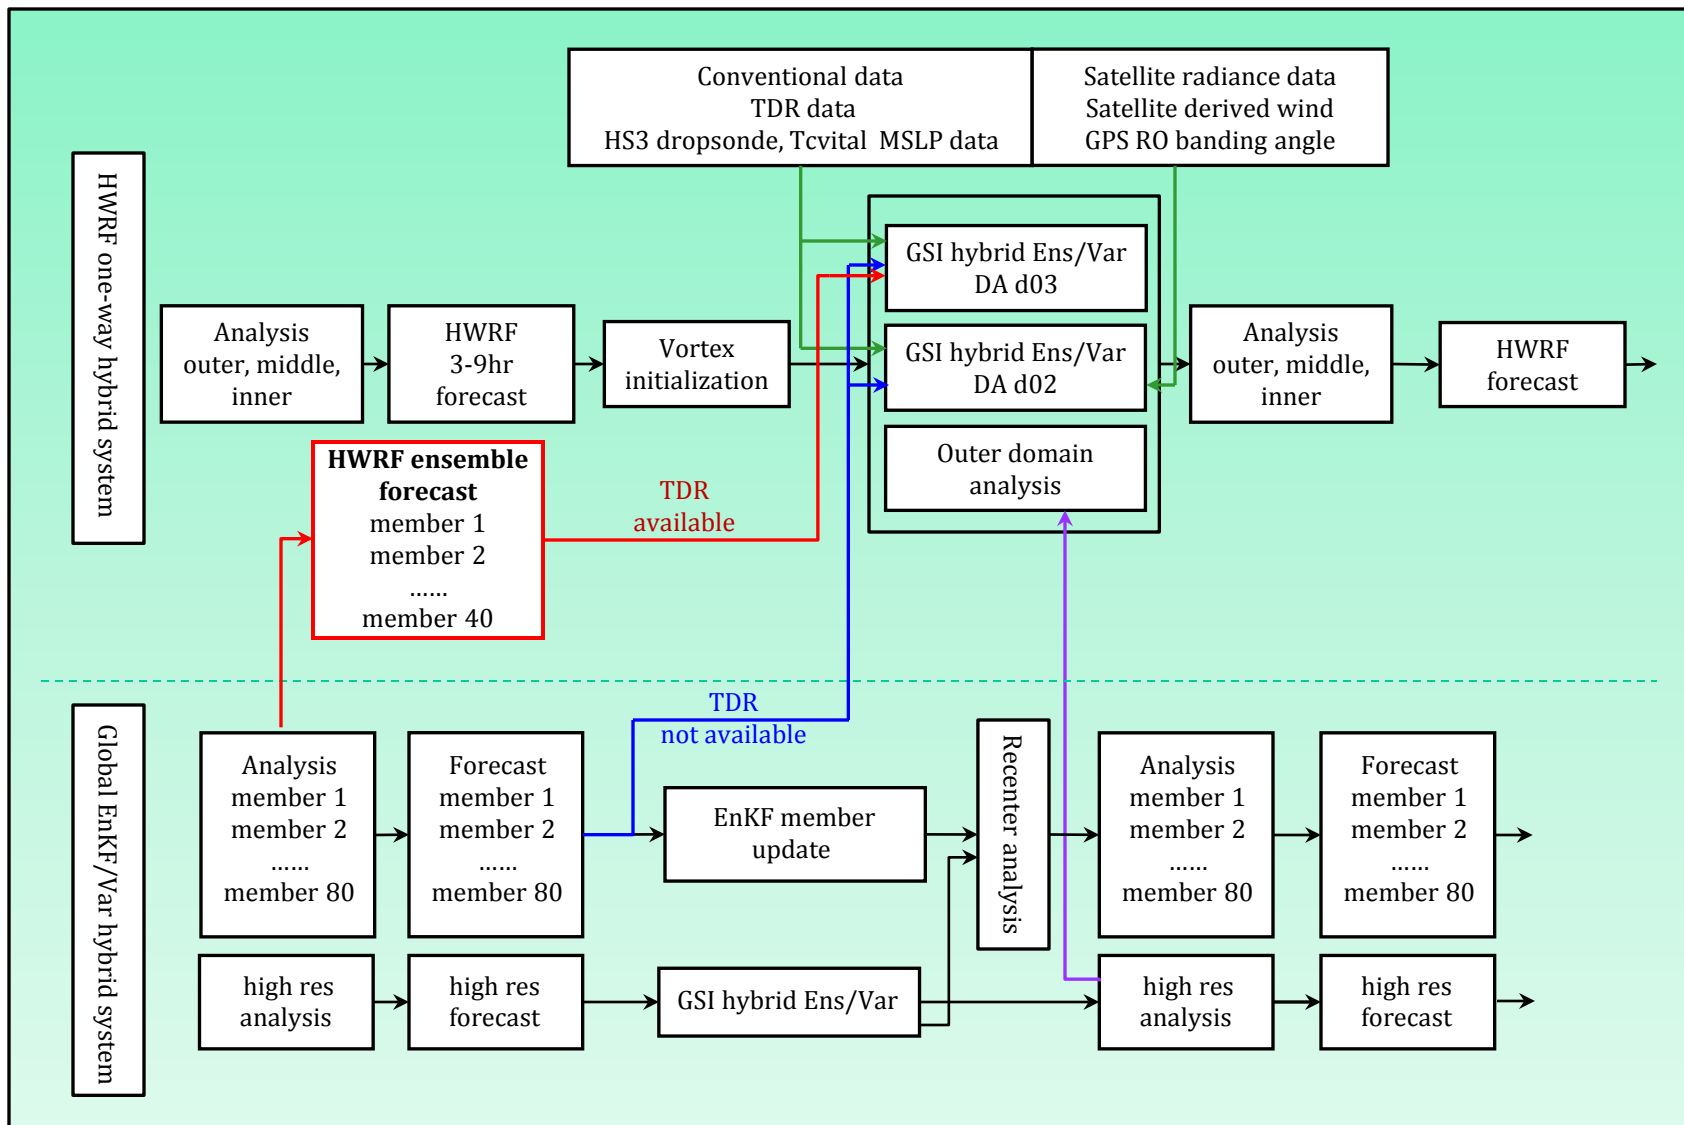 Conventional data
TDR data
HS3 dropsonde, Tcvital  MSLP data
Satellite radiance data
Satellite derived wind
GPS RO banding angle
HWRF one-way hybrid system
GSI hybrid Ens/Var
DA d03
Analysis
outer, middle,
inner
HWRF
3-9hr
forecast
Vortex
initialization
GSI hybrid Ens/Var
DA d02
Analysis
outer, middle,
inner
HWRF
forecast
Outer domain
analysis
HWRF ensemble
forecast
member 1
member 2
......
member 40
TDR
available
Global EnKF/Var hybrid system
TDR
not available
Analysis
member 1
member 2
......
member 80
Forecast
member 1
member 2
......
member 80
EnKF member
update
Recenter analysis
Analysis
member 1
member 2
......
member 80
Forecast
member 1
member 2
......
member 80
high res
analysis
high res
forecast
GSI hybrid Ens/Var
high res
analysis
high res
forecast